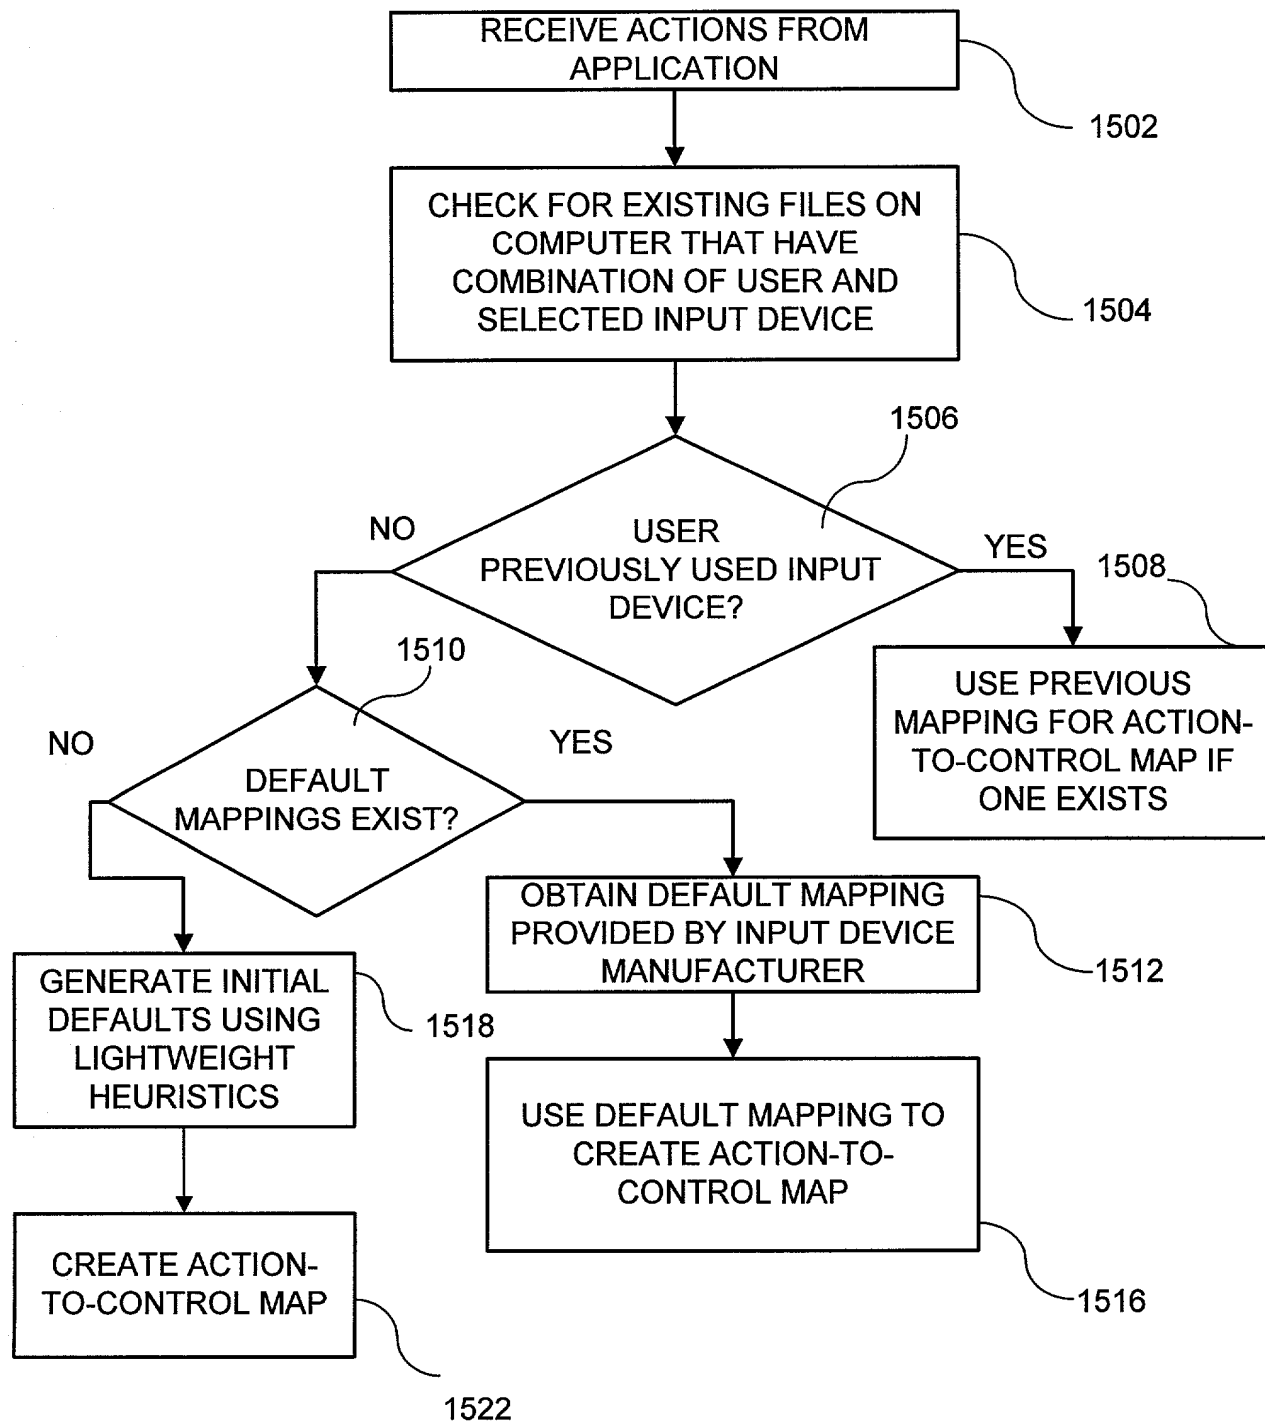 RECEIVE ACTIONS FROM
APPLICATION
1502
CHECK FOR EXISTING FILES ON
COMPUTER THAT HAVE
COMBINATION OF USER AND
SELECTED INPUT DEVICE
1504
1506
NO
USER
PREVIOUSLY USED INPUT
DEVICE?
YES
1508
USE PREVIOUS
MAPPING FOR ACTION-
TO-CONTROL MAP IF
ONE EXISTS
1510
NO
DEFAULT
MAPPINGS EXIST?
YES
OBTAIN DEFAULT MAPPING
PROVIDED BY INPUT DEVICE
MANUFACTURER
1512
GENERATE INITIAL
DEFAULTS USING
LIGHTWEIGHT
HEURISTICS
1518
USE DEFAULT MAPPING TO
CREATE ACTION-TO-
CONTROL MAP
1516
CREATE ACTION-
TO-CONTROL MAP
1522